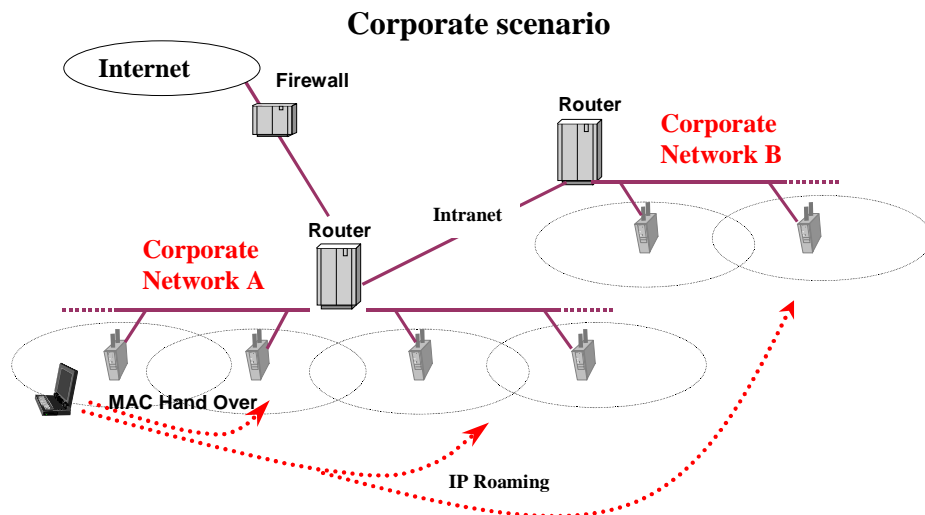 Corporate scenario
Internet
Firewall
Router
Corporate
Network B
Intranet
Router
Corporate
Network A
MAC Hand Over
IP Roaming